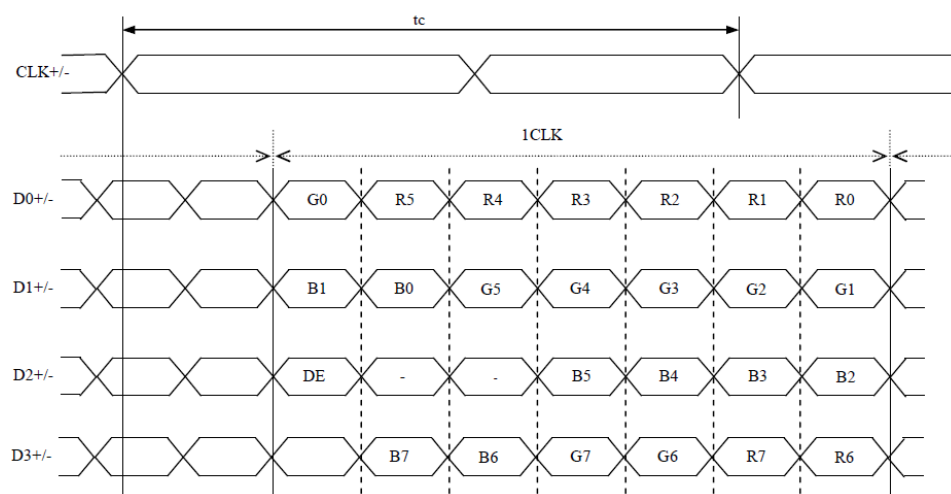 tc
CLK+/-
1CLK
D0+/- G0 R5 R4 R3 R2 R1 R0
D1+/- B1 B0 G5 G4 G3 G2 G1
D2+/- DE - - B5 B4 B3 B2
D3+/- B7 B6 G7 G6 R7 R6